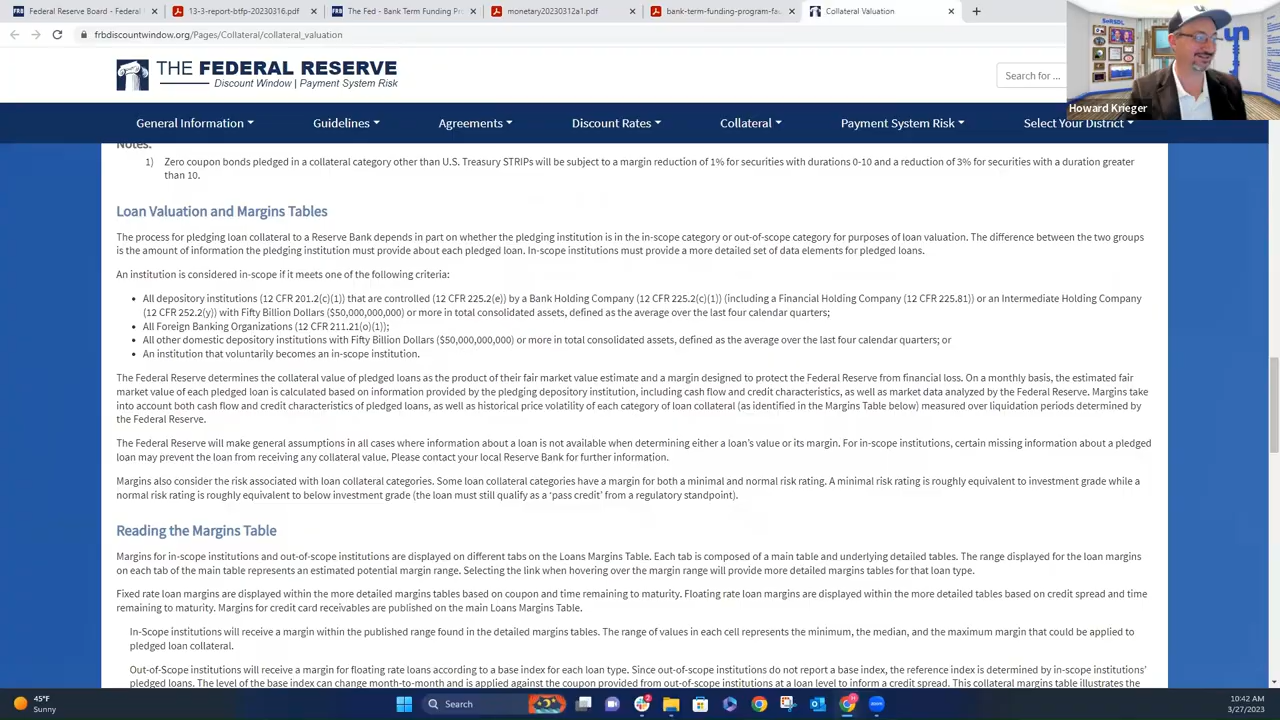 Federal Reserve Board -
13-3-report-btfp-20230316.pdf
The Fed - Bank Term Funding Pro
monetary20230312a1.pdf
bank-term-funding-program-fa
Collateral Valuation
frbdiscountwindow.org/Pages/Collateral/collateral_valuation
THE FEDERAL RESERVE
Discount Window | Payment System Risk
Search for ...
Howard Krieger
General Information
Guidelines
Agreements
Discount Rates
Collateral
Payment System Risk
Select Your District
Notes:
1) Zero coupon bonds pledged in a collateral category other than U.S. Treasury STRIPs will be subject to a margin reduction of 1% for securities with durations 0-10 and a reduction of 3% for securities with a duration greater
than 10.
Loan Valuation and Margins Tables
The process for pledging loan collateral to a Reserve Bank depends in part on whether the pledging institution is in the in-scope category or out-of-scope category for purposes of loan valuation. The difference between the two groups
is the amount of information the pledging institution must provide about each pledged loan. In-scope institutions must provide a more detailed set of data elements for pledged loans.
An institution is considered in-scope if it meets one of the following criteria:
• All depository institutions (12 CFR 201.2(c)(1)) that are controlled (12 CFR 225.2(e)) by a Bank Holding Company (12 CFR 225.2(c)(1)) (including a Financial Holding Company (12 CFR 225.81)) or an Intermediate Holding Company
(12 CFR 252.2(y)) with Fifty Billion Dollars ($50,000,000,000) or more in total consolidated assets, defined as the average over the last four calendar quarters;
• All Foreign Banking Organizations (12 CFR 211.21(o)(1));
• All other domestic depository institutions with Fifty Billion Dollars ($50,000,000,000) or more in total consolidated assets, defined as the average over the last four calendar quarters; or
• An institution that voluntarily becomes an in-scope institution.
The Federal Reserve determines the collateral value of pledged loans as the product of their fair market value estimate and a margin designed to protect the Federal Reserve from financial loss. On a monthly basis, the estimated fair
market value of each pledged loan is calculated based on information provided by the pledging depository institution, including cash flow and credit characteristics, as well as market data analyzed by the Federal Reserve. Margins take
into account both cash flow and credit characteristics of pledged loans, as well as historical price volatility of each category of loan collateral (as identified in the Margins Table below) measured over liquidation periods determined by
the Federal Reserve.
The Federal Reserve will make general assumptions in all cases where information about a loan is not available when determining either a loan's value or its margin. For in-scope institutions, certain missing information about a pledged
loan may prevent the loan from receiving any collateral value. Please contact your local Reserve Bank for further information.
Margins also consider the risk associated with loan collateral categories. Some loan collateral categories have a margin for both a minimal and normal risk rating. A minimal risk rating is roughly equivalent to investment grade while a
normal risk rating is roughly equivalent to below investment grade (the loan must still qualify as a 'pass credit' from a regulatory standpoint).
Reading the Margins Table
Margins for in-scope institutions and out-of-scope institutions are displayed on different tabs on the Loans Margins Table. Each tab is composed of a main table and underlying detailed tables. The range displayed for the loan margins
on each tab of the main table represents an estimated potential margin range. Selecting the link when hovering over the margin range will provide more detailed margins tables for that loan type.
Fixed rate loan margins are displayed within the more detailed margins tables based on coupon and time remaining to maturity. Floating rate loan margins are displayed within the more detailed tables based on credit spread and time
remaining to maturity. Margins for credit card receivables are published on the main Loans Margins Table.
In-Scope institutions will receive a margin within the published range found in the detailed margins tables. The range of values in each cell represents the minimum, the median, and the maximum margin that could be applied to
pledged loan collateral.
Out-of-Scope institutions will receive a margin for floating rate loans according to a base index for each loan type. Since out-of-scope institutions do not report a base index, the reference index is determined by in-scope institutions'
pledged loans. The level of the base index can change month-to-month and is applied against the coupon provided from out-of-scope institutions at a loan level to inform a credit spread. This collateral margins table illustrates the
45°F
Sunny
Search
10:42 AM
3/27/2023